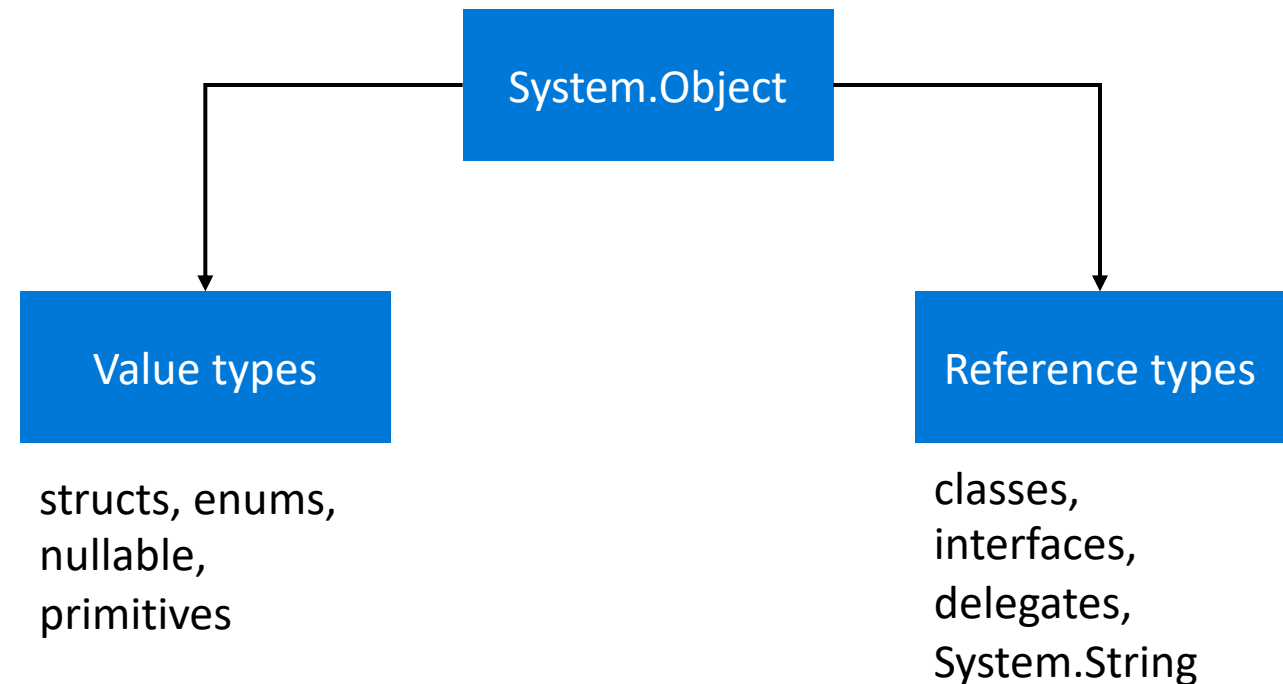 System.Object
Value types
structs, enums,
nullable,
primitives
Reference types
classes,
interfaces,
delegates,
System.String